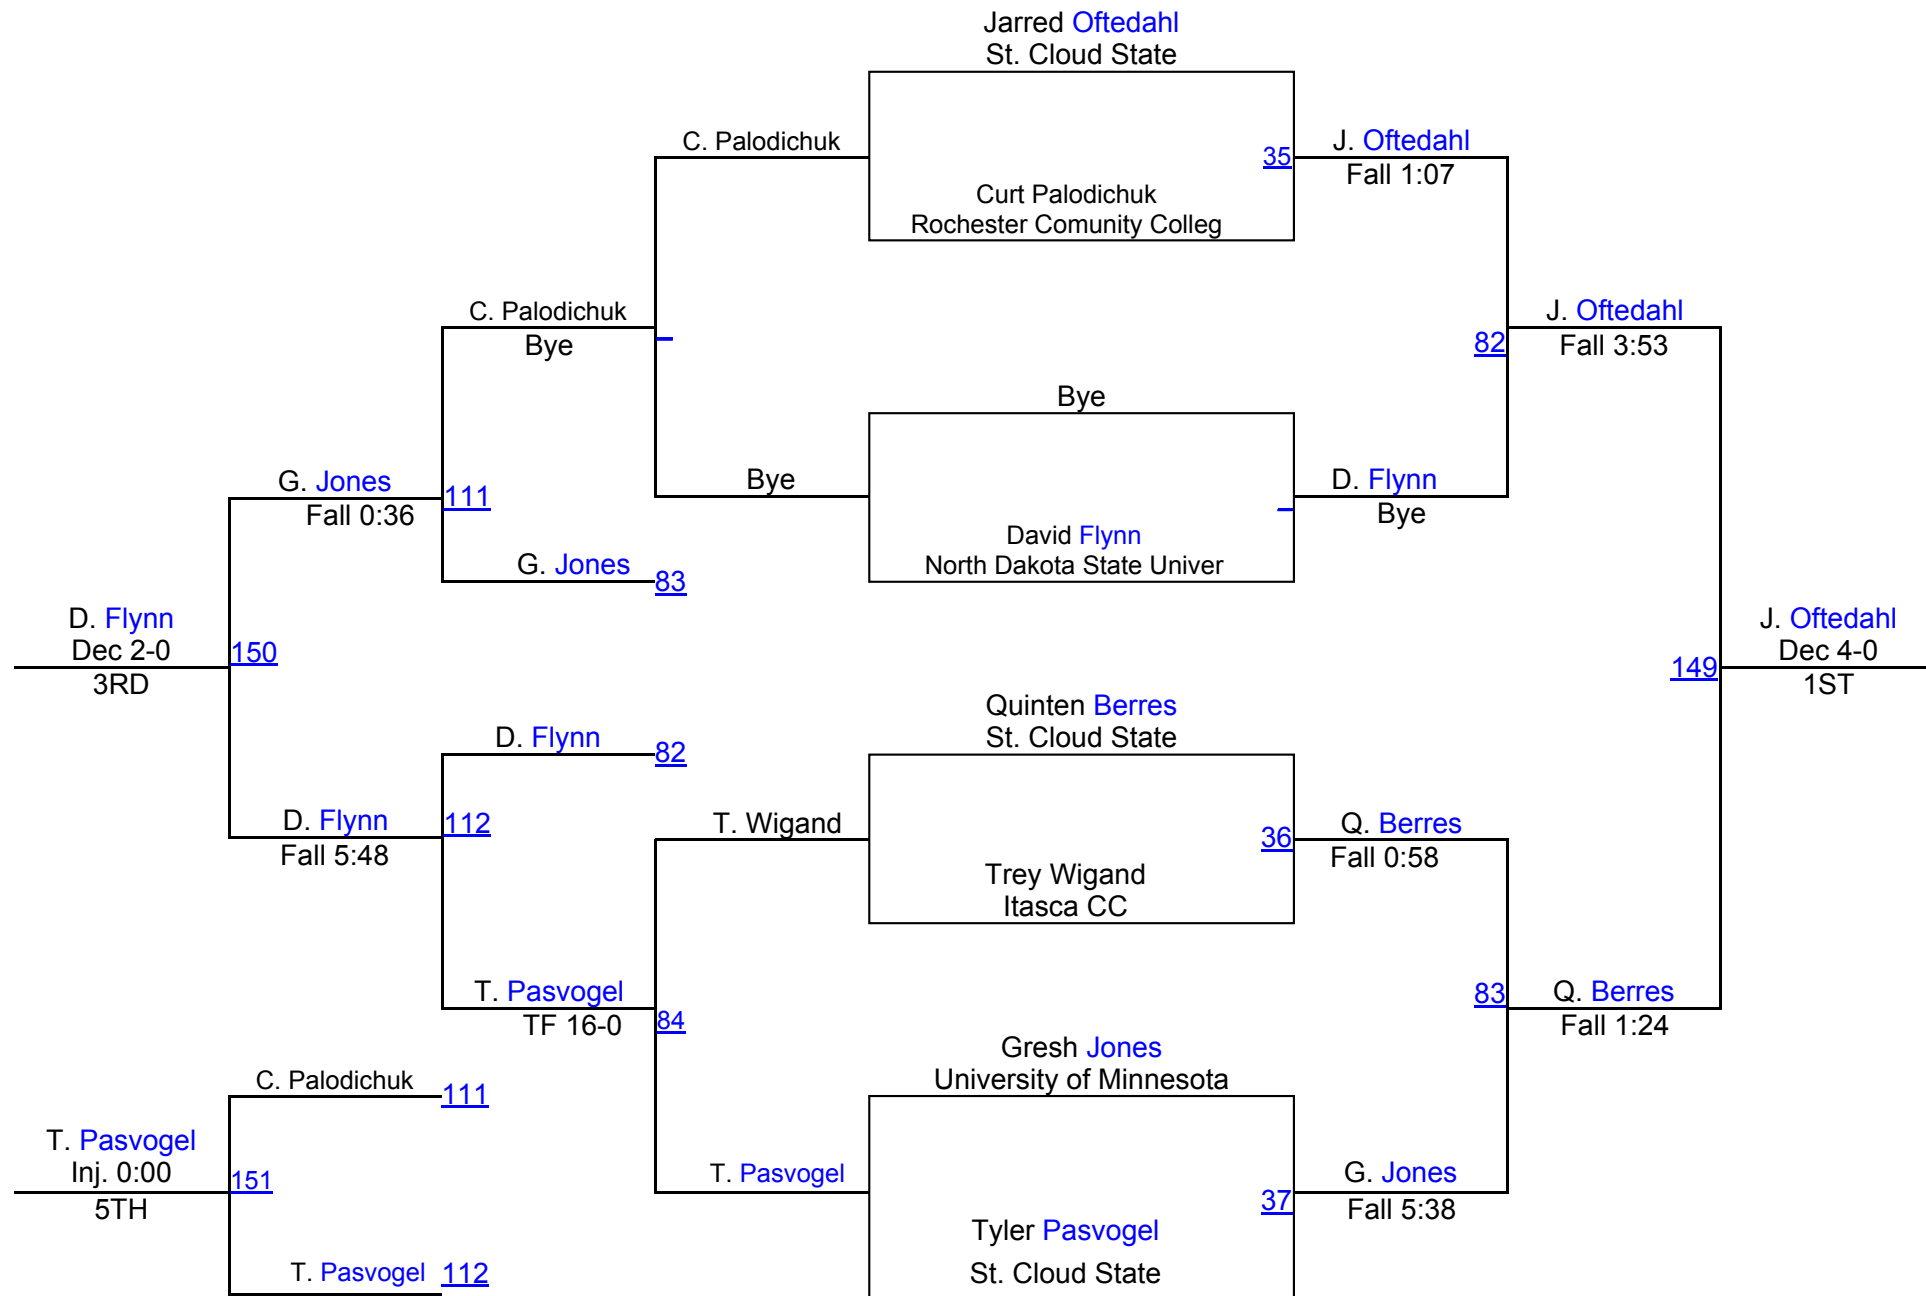 Jarred Oftedahl
St. Cloud State
C. Palodichuk
35
J. Oftedahl
Fall 1:07
Curt Palodichuk
Rochester Comunity Colleg
C. Palodichuk
Bye
82
J. Oftedahl
Fall 3:53
Bye
G. Jones
Fall 0:36
111
Bye
D. Flynn
Bye
David Flynn
North Dakota State Univer
G. Jones
83
D. Flynn
Dec 2-0
3RD
150
149
J. Oftedahl
Dec 4-0
1ST
Quinten Berres
St. Cloud State
D. Flynn
82
D. Flynn
Fall 5:48
112
T. Wigand
36
Q. Berres
Fall 0:58
Trey Wigand
Itasca CC
T. Pasvogel
TF 16-0
84
83
Q. Berres
Fall 1:24
Gresh Jones
University of Minnesota
C. Palodichuk
111
T. Pasvogel
Inj. 0:00
5TH
151
T. Pasvogel
37
G. Jones
Fall 5:38
Tyler Pasvogel
St. Cloud State
T. Pasvogel
112